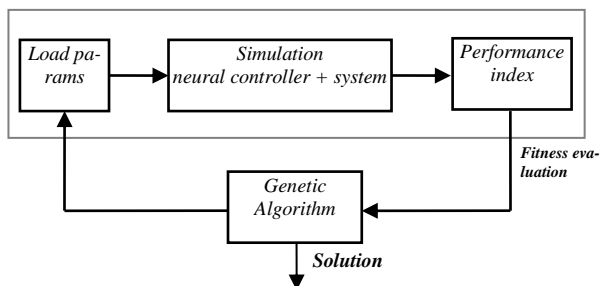 Load pa-
rams
Simulation
neural controller + system
Performance
index
Fitness eva-
luation
Genetic
Algorithm
Solution